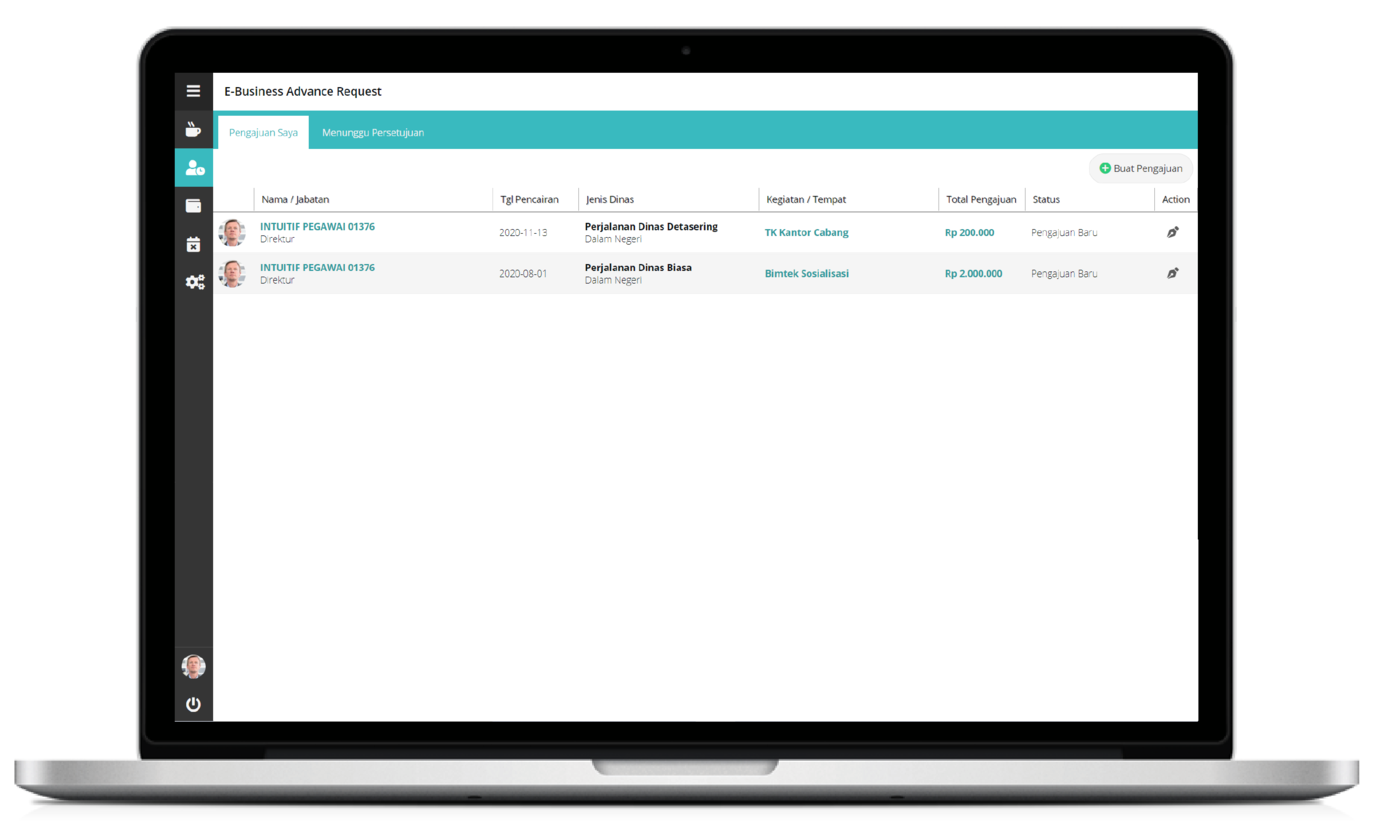 E-Business Advance Request
Pengajuan Saya
Menunggu Persetujuan
Buat Pengajuan
Nama / Jabatan
Tgl Pencairan
Jenis Dinas
Kegiatan / Tempat
Total Pengajuan
Status
Action
INTUITIF PEGAWAI 01376
Direktur
2020-11-13
Perjalanan Dinas Detasering
Dalam Negeri
TK Kantor Cabang
Rp 200.000
Pengajuan Baru
INTUITIF PEGAWAI 01376
Direktur
2020-08-01
Perjalanan Dinas Biasa
Dalam Negeri
Bimtek Sosialisasi
Rp 2.000.000
Pengajuan Baru